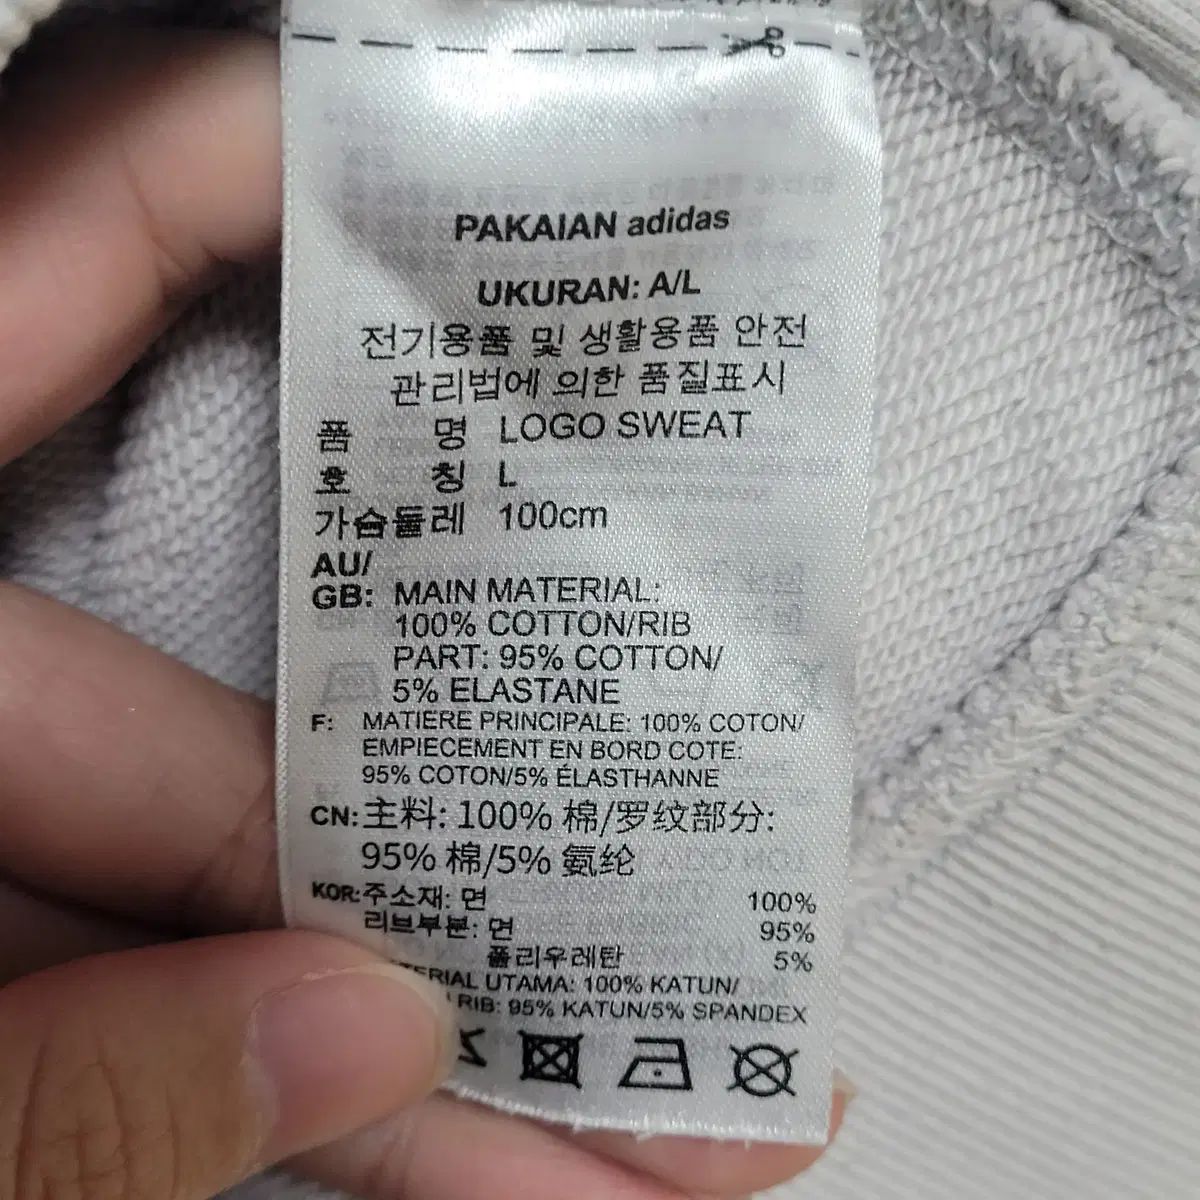 PAKAIAN adidas
UKURAN: A/L
전기용품 및 생활용품 안전
관리법에 의한 품질표시
품 명 LOGO SWEAT
호 칭 L
가슴둘레 100cm
AU/
GB: MAIN MATERIAL:
100% COTTON/RIB
PART: 95% COTTON/
5% ELASTANE
F: MATIERE PRINCIPALE: 100% COTON/
EMPIECEMENT EN BORD COTE:
95% COTON/5% ÉLASTHANNE
CN: 主料: 100% 棉/罗纹部分:
95% 棉/5% 氨纶
KOR: 주소재: 면 100%
리브부분: 면 95%
폴리우레탄 5%
UTAMA: 100% KATUN/
RIB: 95% KATUN/5% SPANDEX